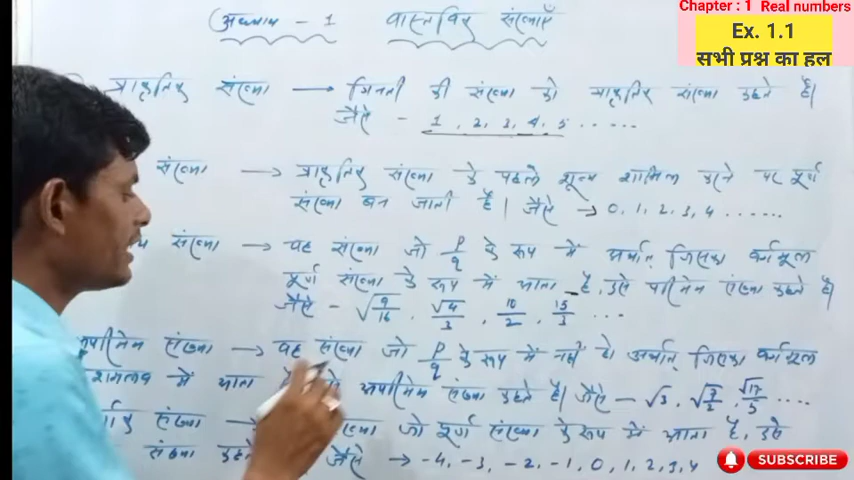 Chapter : 1 Real numbers
Ex. 1.1
सभी प्रश्न का हल
अध्याय - 1 वास्तविक संख्याएँ
प्राकृतिक संख्या → गिनती की संख्या को प्राकृतिक संख्या कहते हैं।
जैसे - 1, 2, 3, 4, 5 ......
संख्या → प्राकृतिक संख्या के पहले शून्य शामिल करने पर पूर्ण
संख्या बन जाती है। जैसे → 0, 1, 2, 3, 4 ......
संख्या → वह संख्या जो p/q के रूप में अर्थात् जिसका वर्गमूल
पूर्ण संख्या के रूप में आता है, उसे परिमेय संख्या कहते है।
जैसे - √9/16, √4/3, 10/2, 15/3 ...
अपरिमेय संख्या → वह संख्या जो p/q के रूप में नहीं हो अर्थात् जिसका वर्गमूल
दशमलव में आता अपरिमेय संख्या कहते है। जैसे - √3, √7/2, √17/5 ....
संख्या → जो पूर्ण संख्या के रूप में आता है, उसे
संख्या कहते जैसे → -4, -3, -2, -1, 0, 1, 2, 3, 4
SUBSCRIBE